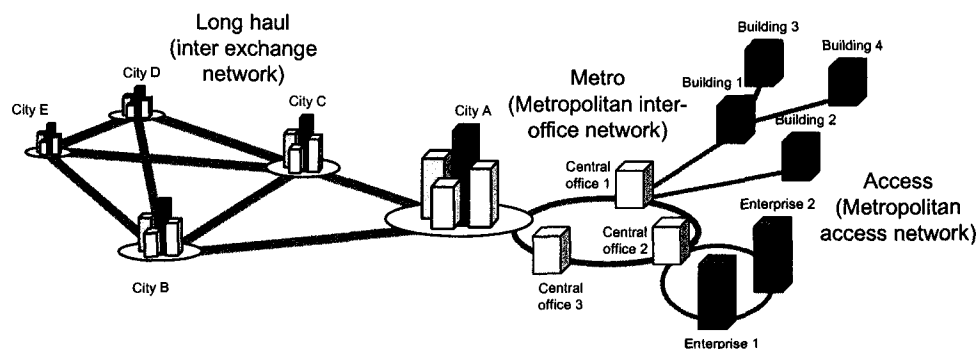 Long haul
(inter exchange
network)
City D
City E
City C
City B
City A
Metro
(Metropolitan inter-
office network)
Central
office 1
Central
office 2
Central
office 3
Building 3
Building 4
Building 1
Building 2
Access
(Metropolitan
access network)
Enterprise 2
Enterprise 1